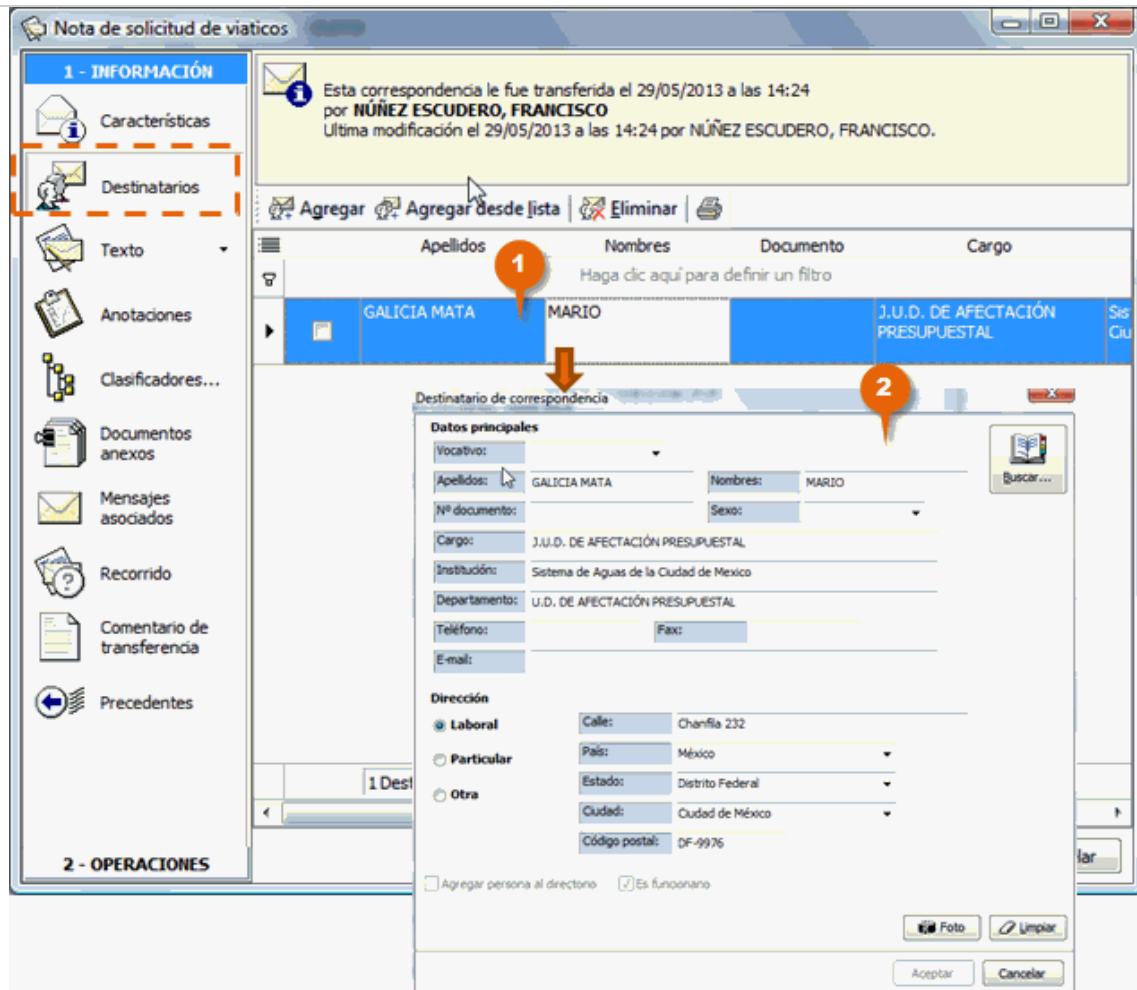 Nota de solicitud de viaticos
1 - INFORMACIÓN
Características
Destinatarios
Texto
Anotaciones
Clasificadores...
Documentos
anexos
Mensajes
asociados
Recorrido
Comentario de
transferencia
Precedentes
2 - OPERACIONES
Esta correspondencia le fue transferida el 29/05/2013 a las 14:24
por NÚÑEZ ESCUDERO, FRANCISCO
Ultima modificación el 29/05/2013 a las 14:24 por NÚÑEZ ESCUDERO, FRANCISCO.
Agregar Agregar desde lista Eliminar
Apellidos Nombres Documento Cargo
Haga clic aquí para definir un filtro
1
GALICIA MATA MARIO J.U.D. DE AFECTACIÓN Sis
PRESUPUESTAL Ciu
2
Destinatario de correspondencia
Datos principales
Vocativo:
Buscar...
Apellidos: GALICIA MATA Nombres: MARIO
Nº documento: Sexo:
Cargo: J.U.D. DE AFECTACIÓN PRESUPUESTAL
Institución: Sistema de Aguas de la Ciudad de Mexico
Departamento: U.D. DE AFECTACIÓN PRESUPUESTAL
Teléfono: Fax:
E-mail:
Dirección
Laboral Calle: Chanfila 232
Particular País: México
Otra Estado: Distrito Federal
Ciudad: Ciudad de México
Código postal: DF-9976
1 Dest
lar
Agregar persona al directorio Es funcionario
Foto Limpiar
Aceptar Cancelar